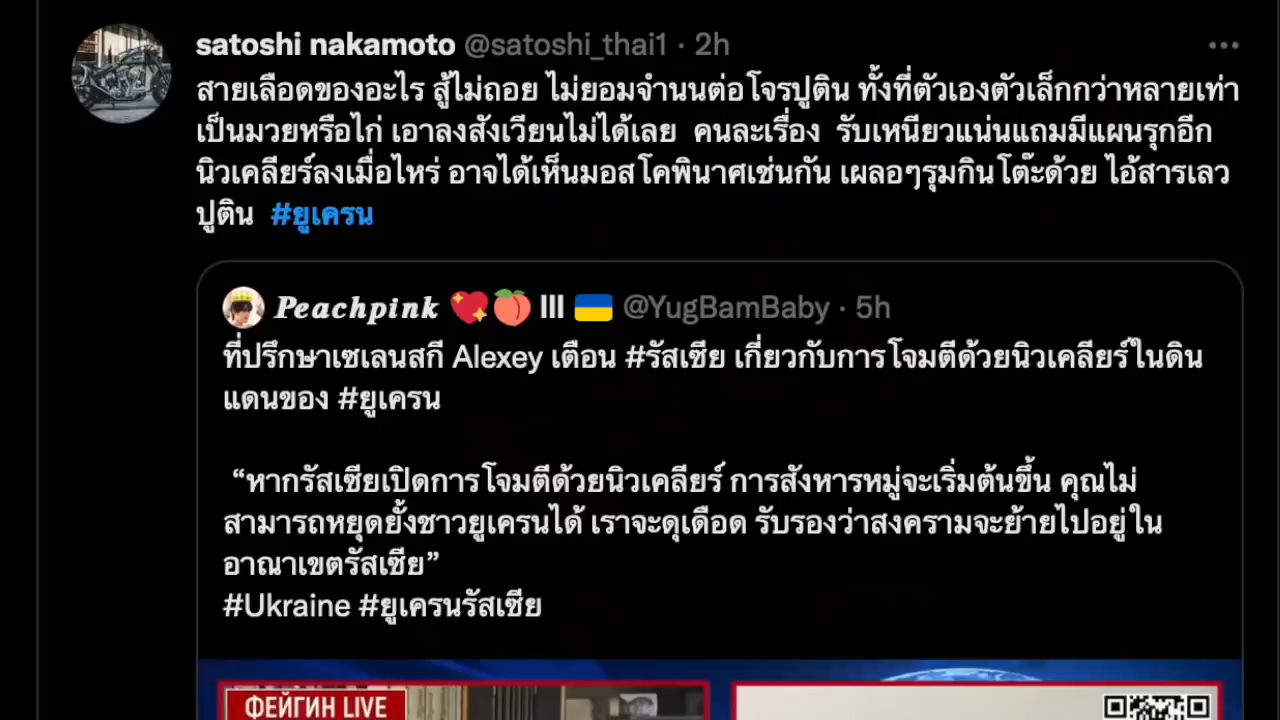 satoshi nakamoto @satoshi_thai1 · 2h
สายเลือดของอะไร สู้ไม่ถอย ไม่ยอมจำนนต่อโจรปูติน ทั้งที่ตัวเองตัวเล็กกว่าหลายเท่า
เป็นมวยหรือไก่ เอาลงสังเวียนไม่ได้เลย คนละเรื่อง รับเหนียวแน่นแถมมีแผนรุกอีก
นิวเคลียร์ลงเมื่อไหร่ อาจได้เห็นมอสโคพินาศเช่นกัน เผลอๆรุมกินโต๊ะด้วย ไอ้สารเลว
ปูติน #ยูเครน
Peachpink 💖🍑 lll 🇺🇦 @YugBamBaby · 5h
ที่ปรึกษาเซเลนสกี Alexey เตือน #รัสเซีย เกี่ยวกับการโจมตีด้วยนิวเคลียร์ในดิน
แดนของ #ยูเครน
“หากรัสเซียเปิดการโจมตีด้วยนิวเคลียร์ การสังหารหมู่จะเริ่มต้นขึ้น คุณไม่
สามารถหยุดยั้งชาวยูเครนได้ เราจะดุเดือด รับรองว่าสงครามจะย้ายไปอยู่ใน
อาณาเขตรัสเซีย”
#Ukraine #ยูเครนรัสเซีย
ФЕЙГИН LIVE